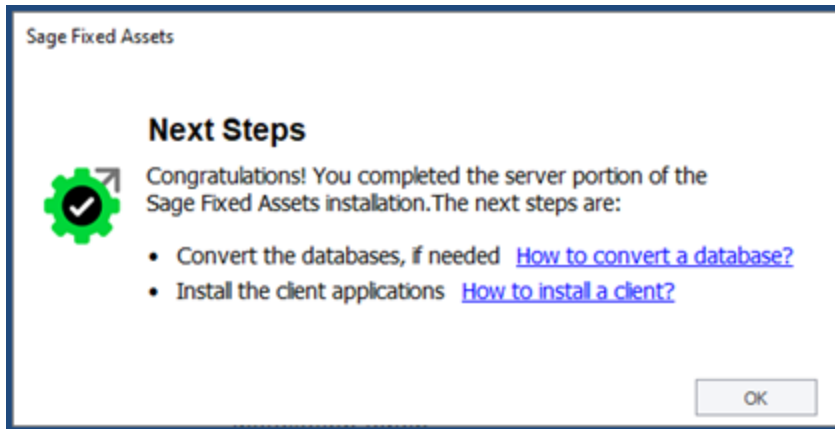 Sage Fixed Assets
Next Steps
Congratulations! You completed the server portion of the
Sage Fixed Assets installation.The next steps are:
• Convert the databases, if needed How to convert a database?
• Install the client applications How to install a client?
OK